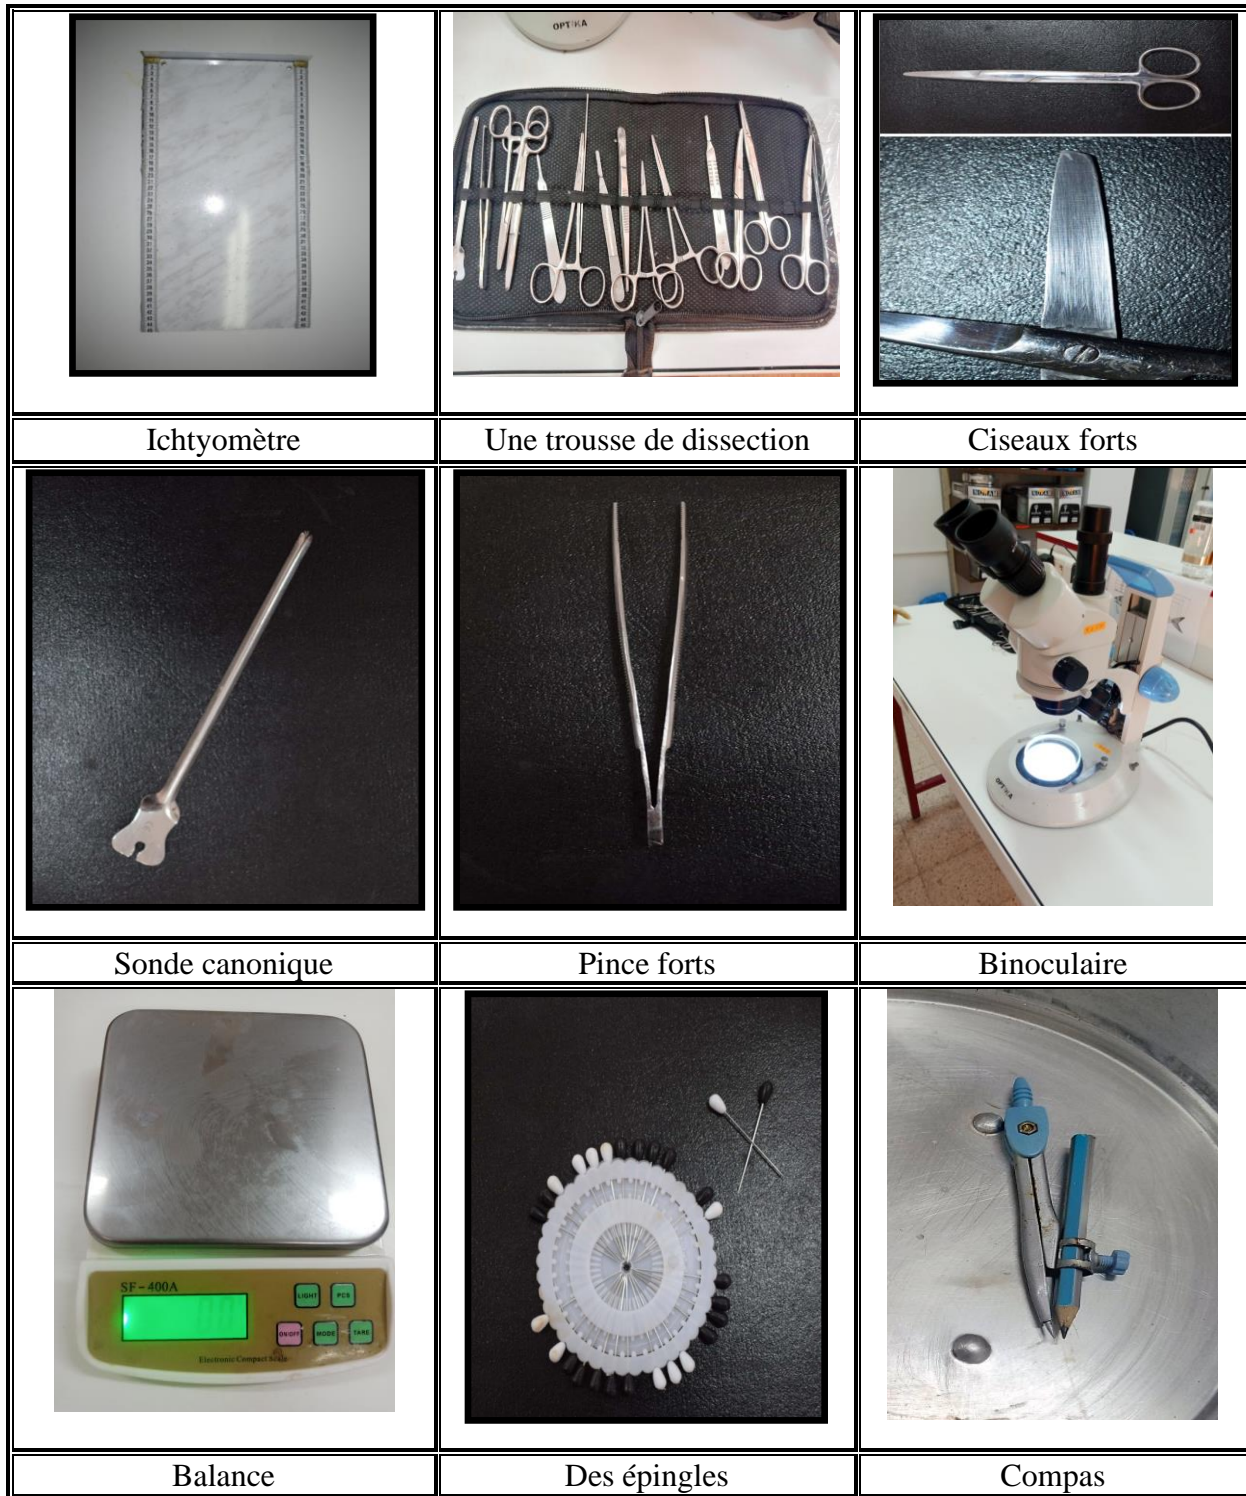 OPTIKA
Ichtyomètre
Une trousse de dissection
Ciseaux forts
OPTIKA
Sonde canonique
Pince forts
Binoculaire
SF-400A
LIGHT
PCS
ON/OFF
MODE
TARE
Electronic Compact Scale
Balance
Des épingles
Compas